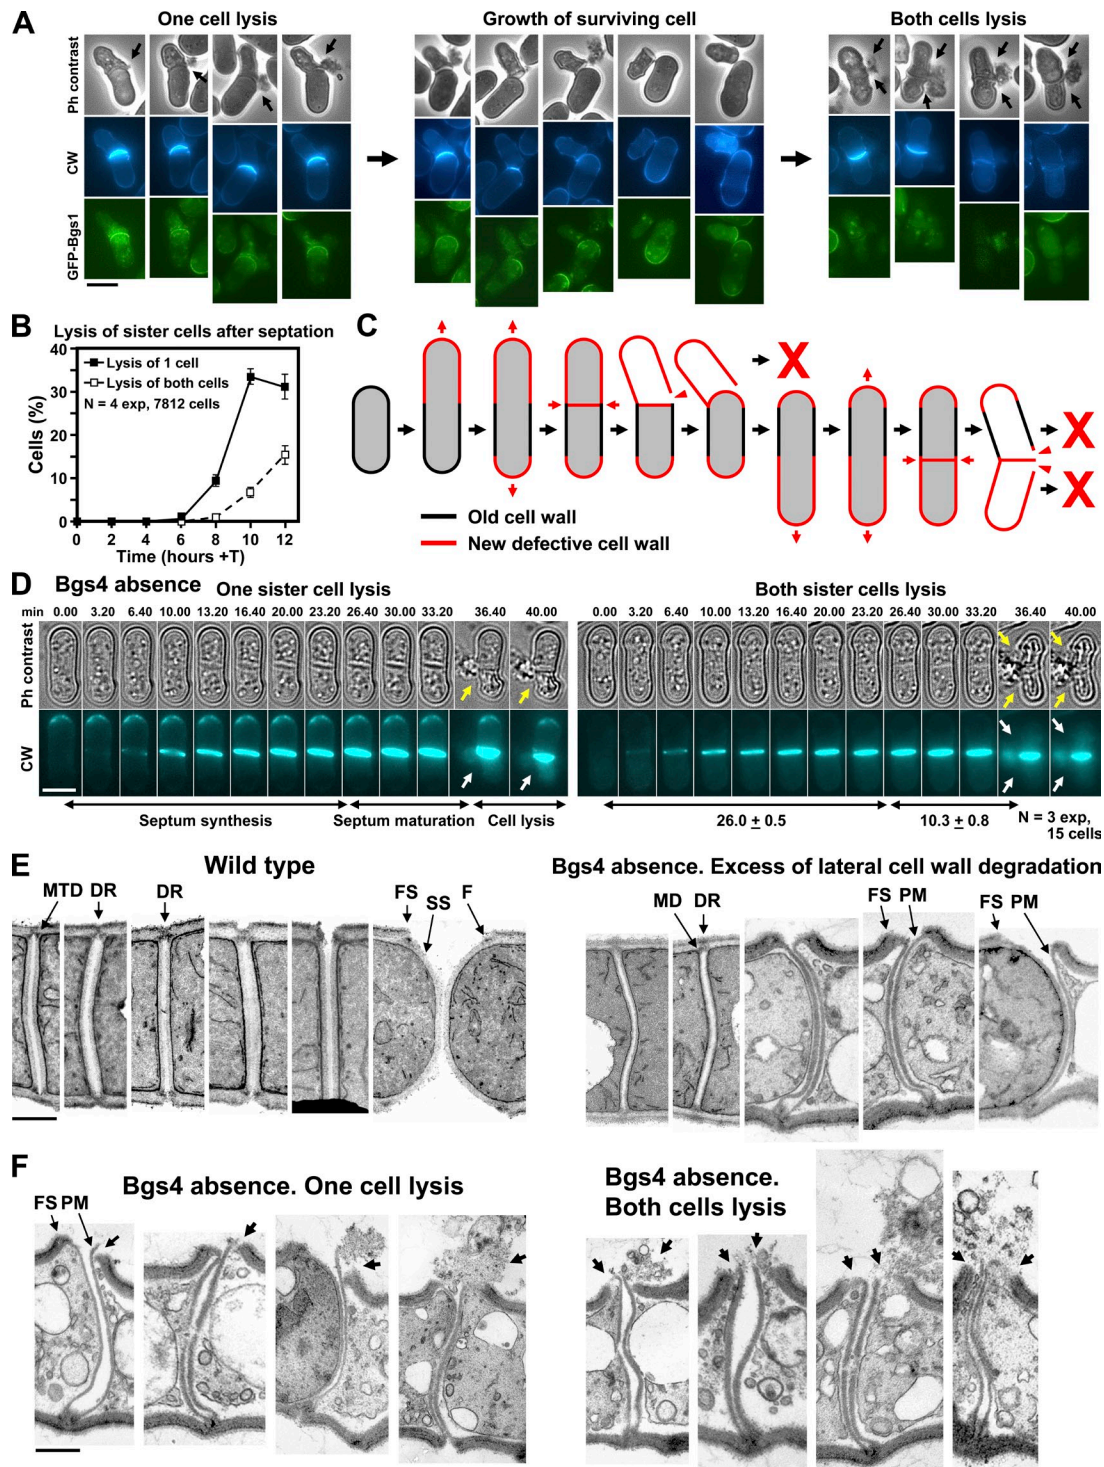 A
One cell lysis
Growth of surviving cell
Both cells lysis
Ph contrast
CW
GFP-Bgs1
B
Lysis of sister cells after septation
Cells (%)
40
30
20
10
0
Lysis of 1 cell
Lysis of both cells
N = 4 exp, 7812 cells
0 2 4 6 8 10 12
Time (hours +T)
C
X
X
X
Old cell wall
New defective cell wall
D
Bgs4 absence
One sister cell lysis
Both sister cells lysis
min 0.00 3.20 6.40 10.00 13.20 16.40 20.00 23.20 26.40 30.00 33.20 36.40 40.00
0.00 3.20 6.40 10.00 13.20 16.40 20.00 23.20 26.40 30.00 33.20 36.40 40.00
Ph contrast
CW
Septum synthesis
Septum maturation
Cell lysis
26.0 ± 0.5
10.3 ± 0.8
N = 3 exp,
15 cells
E
Wild type
MTD DR DR FS SS F
Bgs4 absence. Excess of lateral cell wall degradation
MD DR FS PM FS PM
F
Bgs4 absence. One cell lysis
FS PM
Bgs4 absence.
Both cells lysis